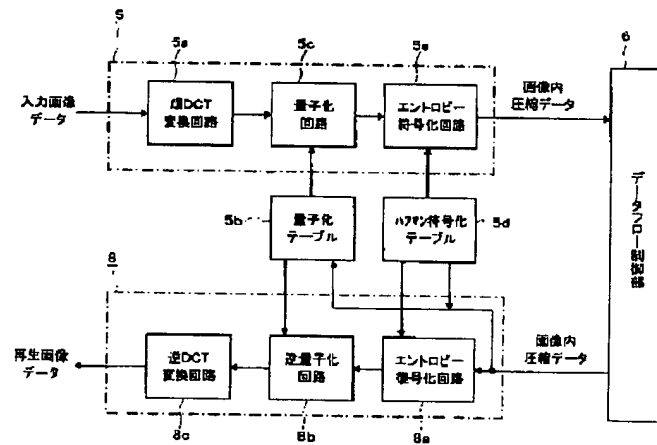 5
5a
5c
5e
6
入力画像
データ
順DCT
変換回路
量子化
回路
エントロピー
符号化回路
画像内
圧縮データ
5b
量子化
テーブル
ハフマン符号化
テーブル
5d
データフロー制御部
8
再生画像
データ
逆DCT
変換回路
逆量子化
回路
エントロピー
復号化回路
画像内
圧縮データ
8c
8b
8a